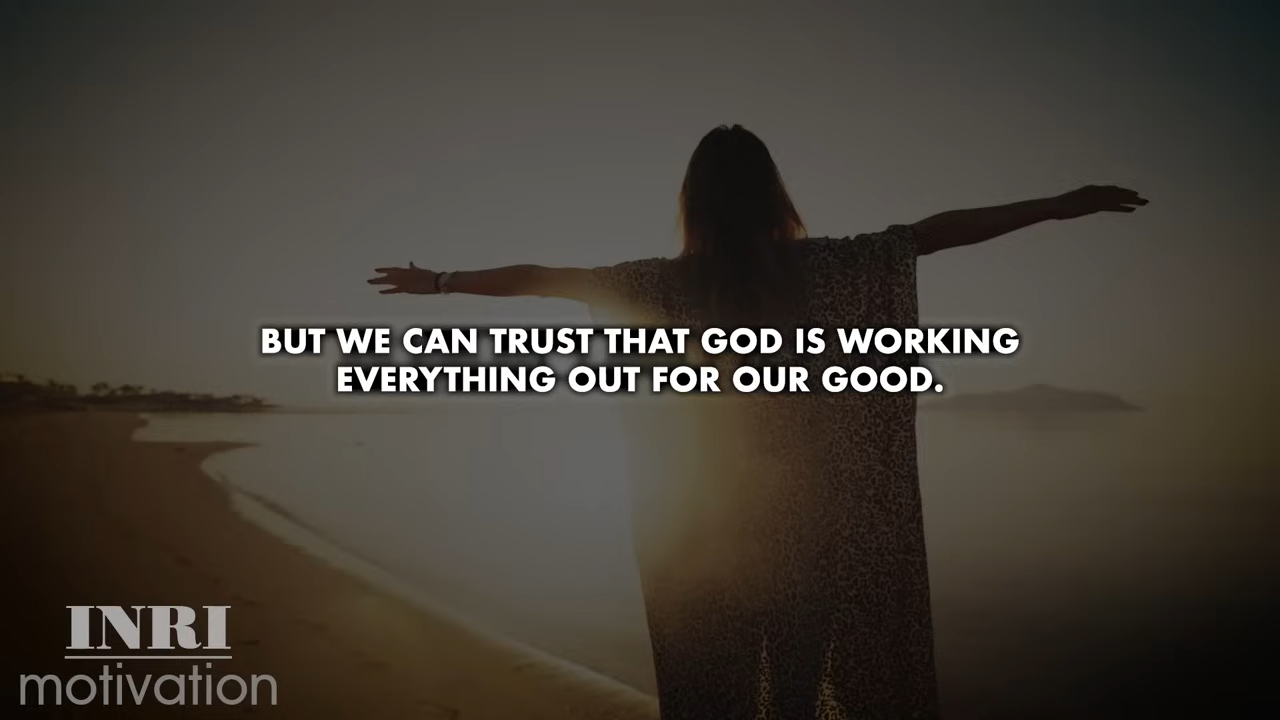 BUT WE CAN TRUST THAT GOD IS WORKING
EVERYTHING OUT FOR OUR GOOD.
INRI
motivation